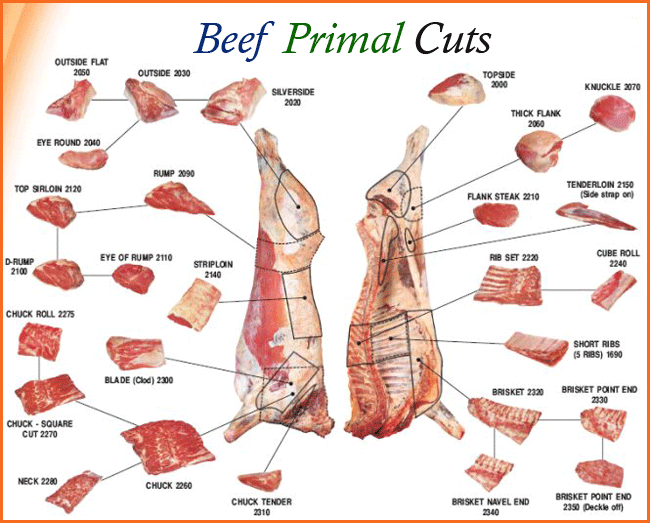 Beef Primal Cuts
OUTSIDE FLAT
2050
OUTSIDE 2030
SILVERSIDE
2020
EYE ROUND 2040
TOP SIRLOIN 2120
RUMP 2090
D-RUMP
2100
EYE OF RUMP 2110
STRIPLOIN
2140
CHUCK ROLL 2275
BLADE (Clod) 2300
CHUCK - SQUARE
CUT 2270
NECK 2280
CHUCK 2260
CHUCK TENDER
2310
TOPSIDE
2000
KNUCKLE 2070
THICK FLANK
2060
FLANK STEAK 2210
TENDERLOIN 2150
(Side strap on)
RIB SET 2220
CUBE ROLL
2240
SHORT RIBS
(5 RIBS) 1690
BRISKET 2320
BRISKET POINT END
2330
BRISKET NAVEL END
2340
BRISKET POINT END
2350 (Deckle off)